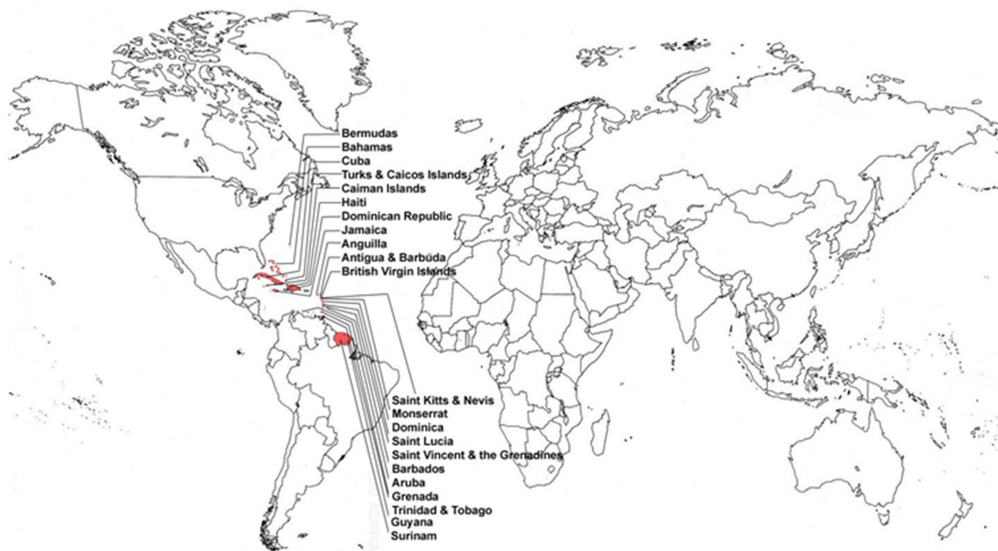 Bermudas
Bahamas
Cuba
Turks & Caicos Islands
Caiman Islands
Haiti
Dominican Republic
Jamaica
Anguilla
Antigua & Barbuda
British Virgin Islands
Saint Kitts & Nevis
Monserrat
Dominica
Saint Lucia
Saint Vincent & the Grenadines
Barbados
Aruba
Grenada
Trinidad & Tobago
Guyana
Surinam